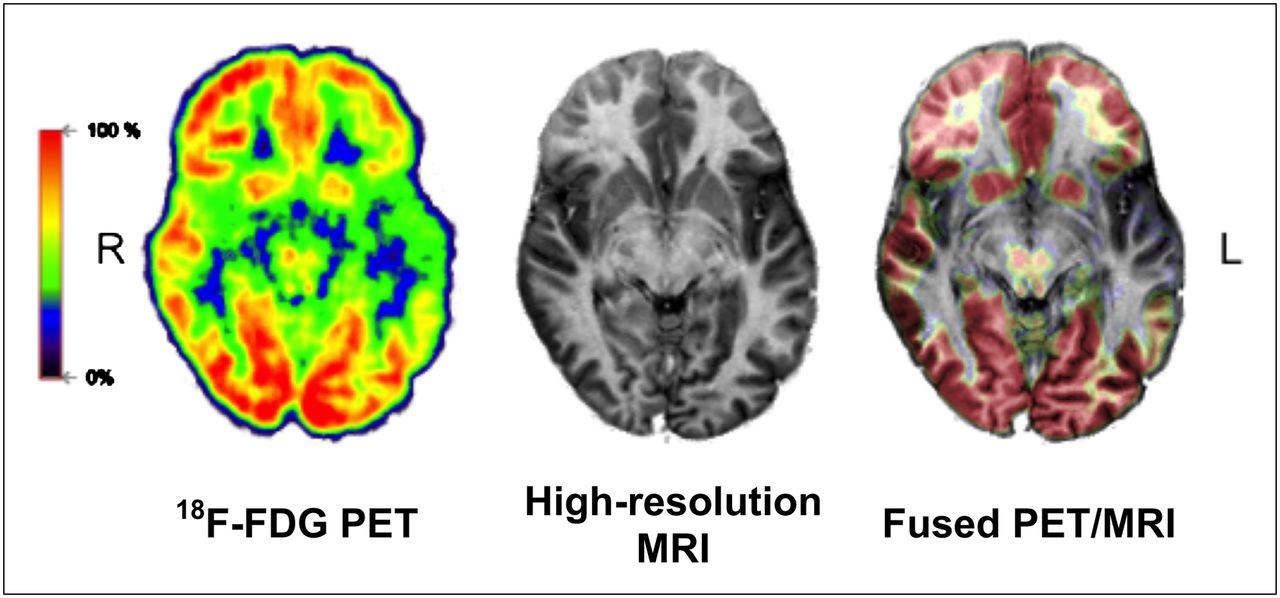 100 %
R
0%
L
¹⁸F-FDG PET
High-resolution
MRI
Fused PET/MRI